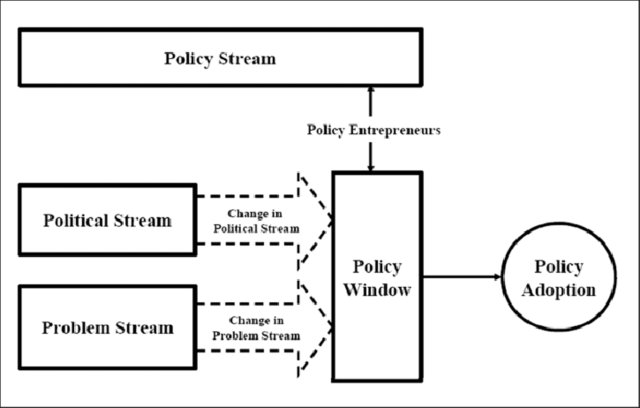 Policy Stream
Policy Entrepreneurs
Political Stream
Change in
Political Stream
Policy
Window
Policy
Adoption
Problem Stream
Change in
Problem Stream